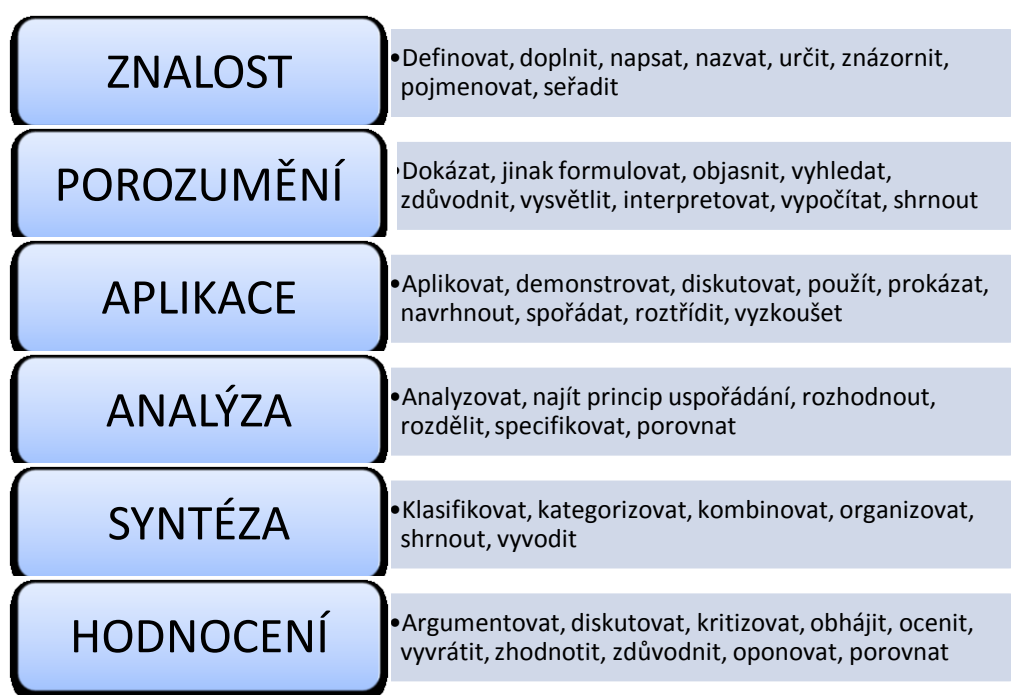 ZNALOST
•Definovat, doplnit, napsat, nazvat, určit, znázornit,
pojmenovat, seřadit
POROZUMĚNÍ
•Dokázat, jinak formulovat, objasnit, vyhledat,
zdůvodnit, vysvětlit, interpretovat, vypočítat, shrnout
APLIKACE
•Aplikovat, demonstrovat, diskutovat, použít, prokázat,
navrhnout, spořádat, roztřídit, vyzkoušet
ANALÝZA
•Analyzovat, najít princip uspořádání, rozhodnout,
rozdělit, specifikovat, porovnat
SYNTÉZA
•Klasifikovat, kategorizovat, kombinovat, organizovat,
shrnout, vyvodit
HODNOCENÍ
•Argumentovat, diskutovat, kritizovat, obhájit, ocenit,
vyvrátit, zhodnotit, zdůvodnit, oponovat, porovnat